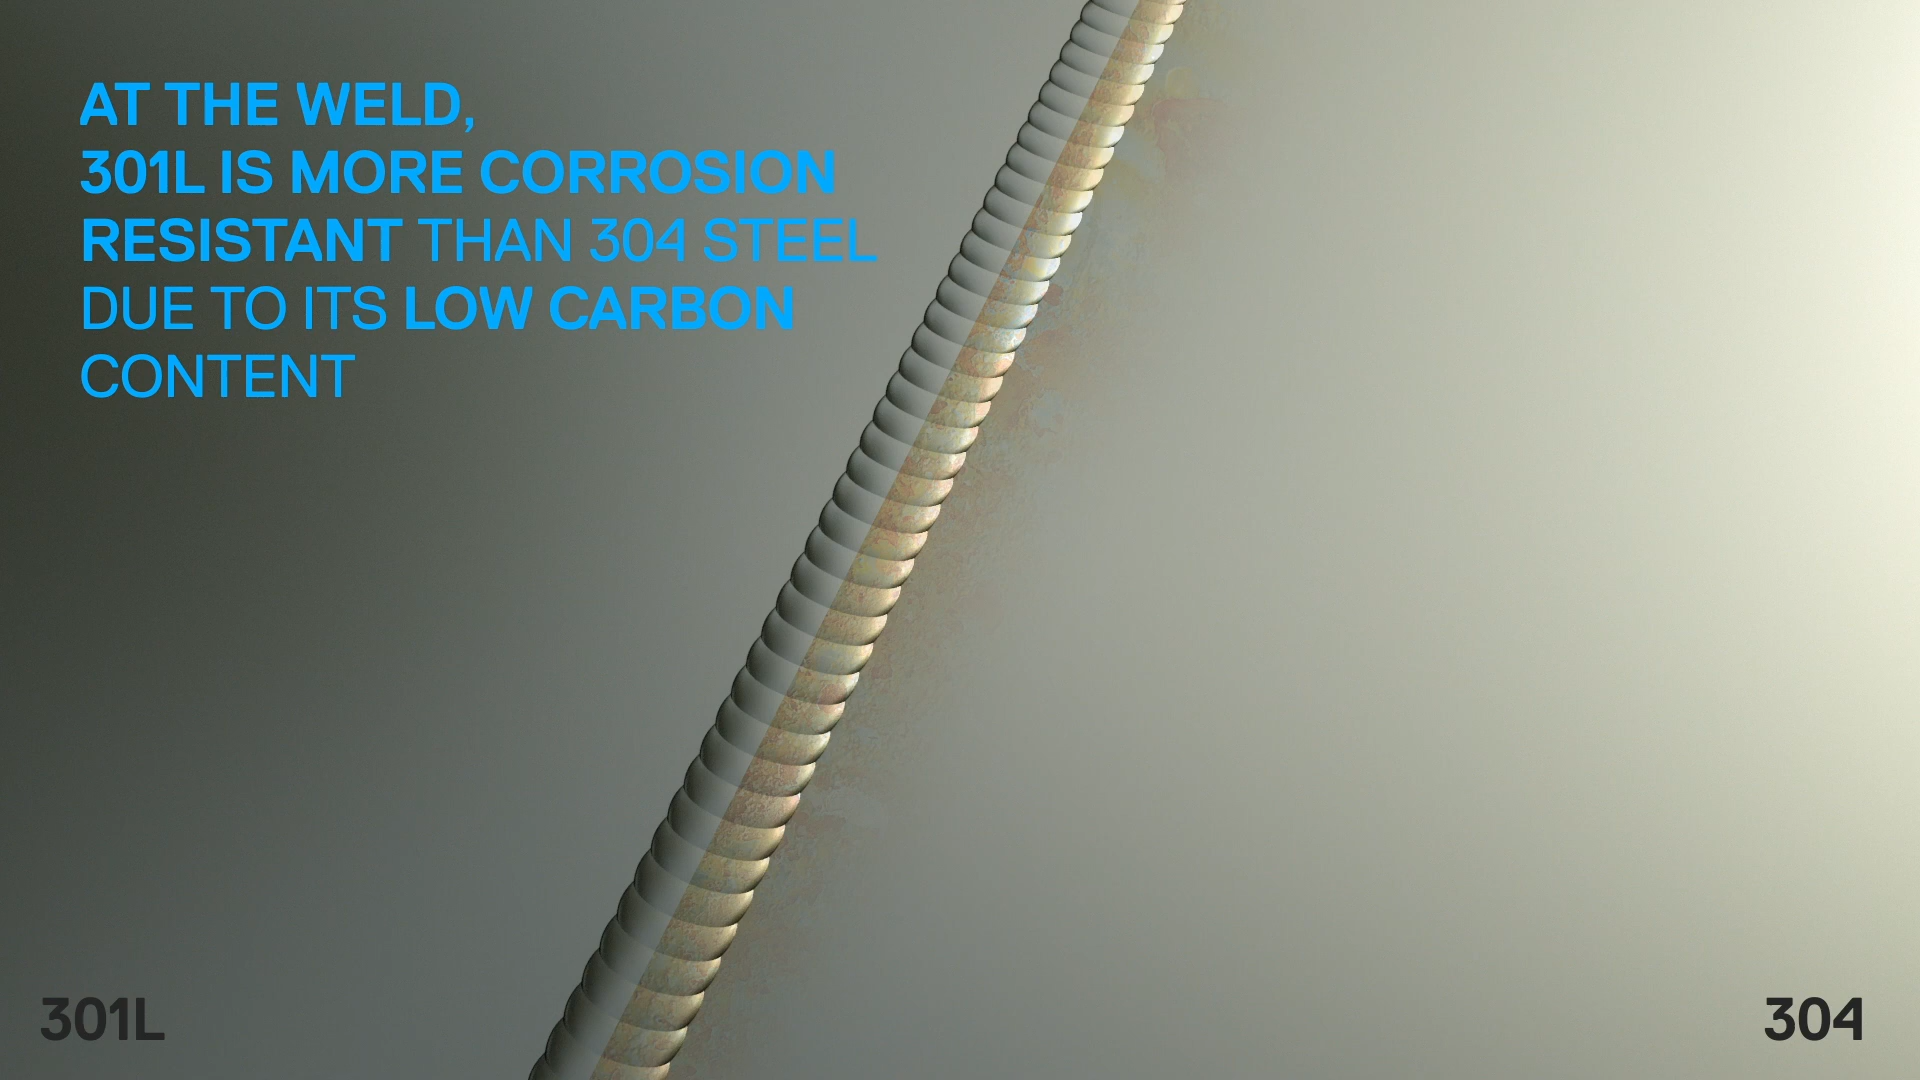 AT THE WELD,
301L IS MORE CORROSION
RESISTANT THAN 304 STEEL
DUE TO ITS LOW CARBON
CONTENT
301L
304